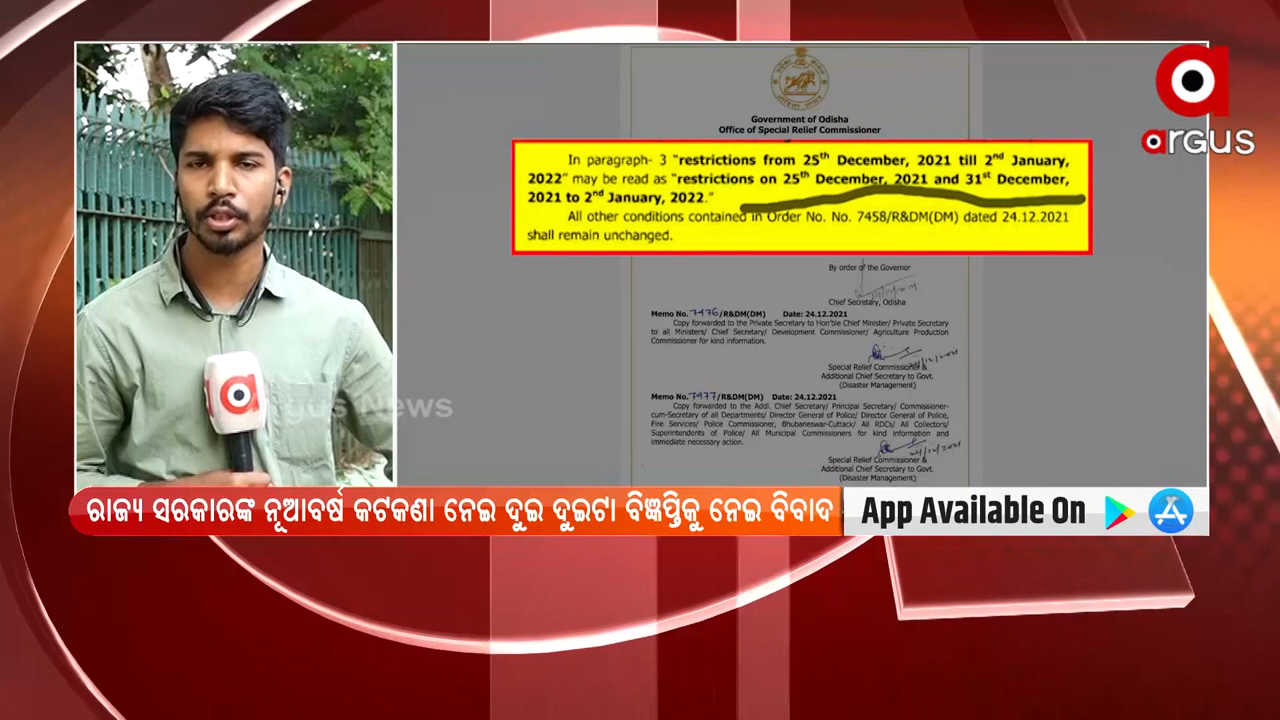 argus
Government of Odisha
Office of Special Relief Commissioner
In paragraph- 3 “restrictions from 25th December, 2021 till 2nd January,
2022” may be read as “restrictions on 25th December, 2021 and 31st December,
2021 to 2nd January, 2022.”
All other conditions contained in Order No. No. 7458/R&DM(DM) dated 24.12.2021
shall remain unchanged.
By order of the Governor
Chief Secretary, Odisha
Memo No. 7476/R&DM(DM) Date: 24.12.2021
Copy forwarded to the Private Secretary to Hon'ble Chief Minister/ Private Secretary
to all Ministers/ Chief Secretary/ Development Commissioner/ Agriculture Production
Commissioner for kind information.
24/12/2021
Special Relief Commissioner &
Additional Chief Secretary to Govt.
(Disaster Management)
Memo No. 7477/R&DM(DM) Date: 24.12.2021
Copy forwarded to the Addl. Chief Secretary/ Principal Secretary/ Commissioner-
cum-Secretary of all Departments/ Director General of Police/ Director General of Police,
Fire Services/ Police Commissioner, Bhubaneswar-Cuttack/ All RDCs/ All Collectors/
Superintendents of Police/ All Municipal Commissioners for kind information and
immediate necessary action.
24/12/2021
Special Relief Commissioner &
Additional Chief Secretary to Govt.
(Disaster Management)
Argus News
ରାଜ୍ୟ ସରକାରଙ୍କ ନୂଆବର୍ଷ କଟକଣା ନେଇ ଦୁଇ ଦୁଇଟା ବିଜ୍ଞପ୍ତିକୁ ନେଇ ବିବାଦ
App Available On